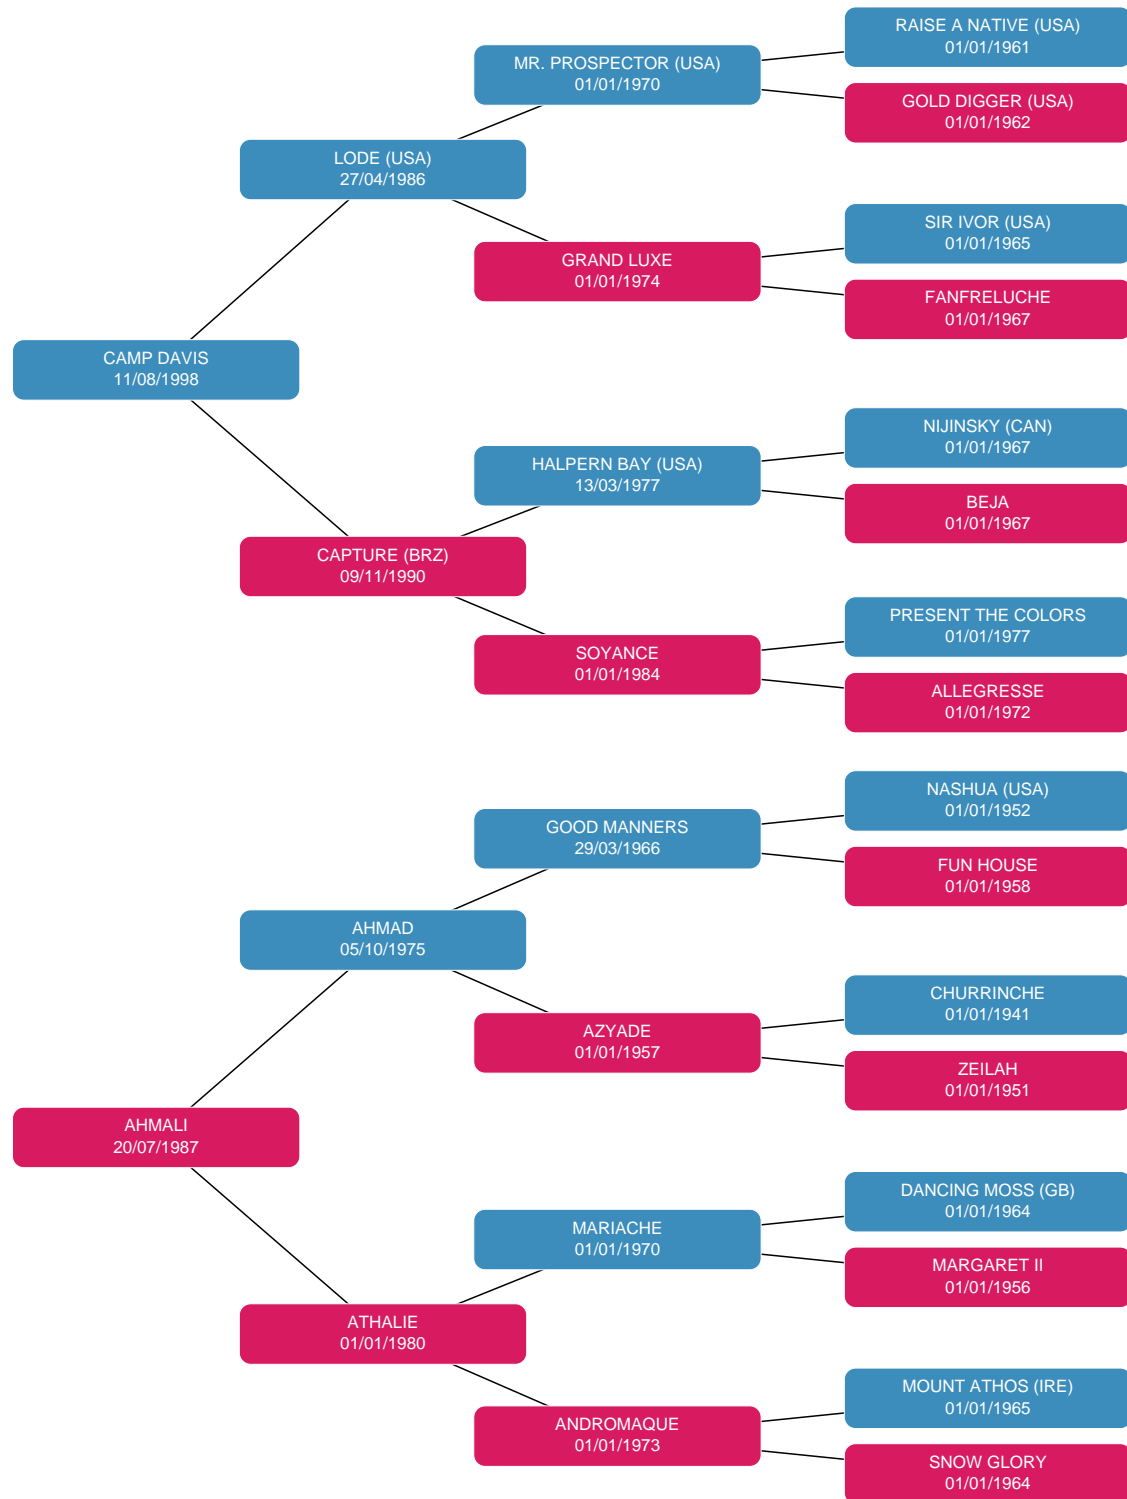 RAISE A NATIVE (USA)
01/01/1961
MR. PROSPECTOR (USA)
01/01/1970
GOLD DIGGER (USA)
01/01/1962
LODE (USA)
27/04/1986
SIR IVOR (USA)
01/01/1965
GRAND LUXE
01/01/1974
FANFRELUCHE
01/01/1967
CAMP DAVIS
11/08/1998
NIJINSKY (CAN)
01/01/1967
HALPERN BAY (USA)
13/03/1977
BEJA
01/01/1967
CAPTURE (BRZ)
09/11/1990
PRESENT THE COLORS
01/01/1977
SOYANCE
01/01/1984
ALLEGRESSE
01/01/1972
NASHUA (USA)
01/01/1952
GOOD MANNERS
29/03/1966
FUN HOUSE
01/01/1958
AHMAD
05/10/1975
CHURRINCHE
01/01/1941
AZYADE
01/01/1957
ZEILAH
01/01/1951
AHMALI
20/07/1987
DANCING MOSS (GB)
01/01/1964
MARIACHE
01/01/1970
MARGARET II
01/01/1956
ATHALIE
01/01/1980
MOUNT ATHOS (IRE)
01/01/1965
ANDROMAQUE
01/01/1973
SNOW GLORY
01/01/1964